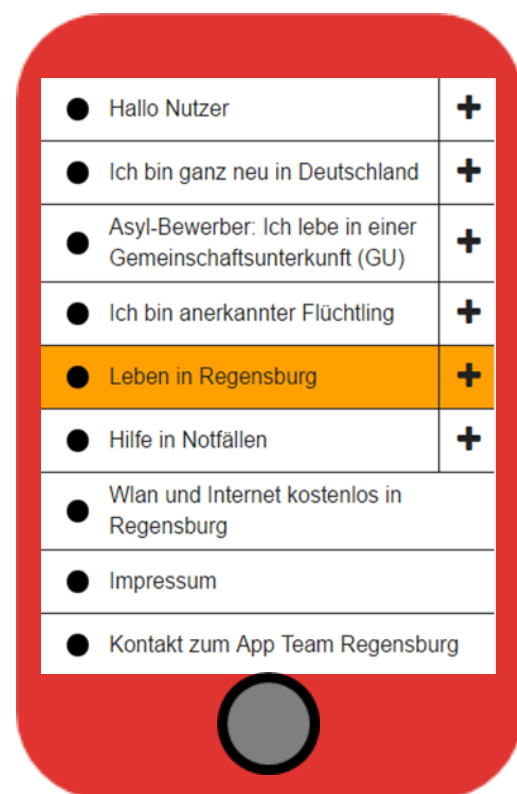 Hallo Nutzer
Ich bin ganz neu in Deutschland
Asyl-Bewerber: Ich lebe in einer
Gemeinschaftsunterkunft (GU)
Ich bin anerkannter Flüchtling
Leben in Regensburg
Hilfe in Notfällen
Wlan und Internet kostenlos in
Regensburg
Impressum
Kontakt zum App Team Regensburg